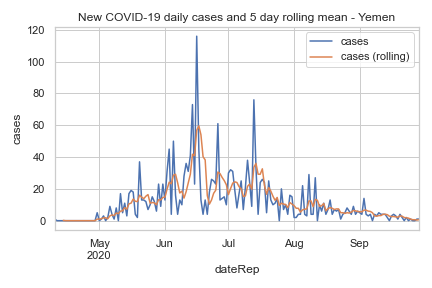 New COVID-19 daily cases and 5 day rolling mean - Yemen
cases
cases (rolling)
120
100
80
60
40
20
0
cases
May
2020
Jun
Jul
Aug
Sep
dateRep